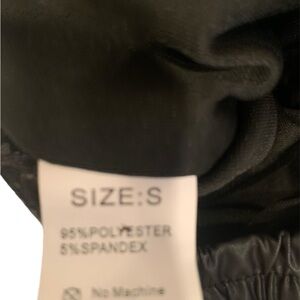 SIZE:S
95%POLYESTER
5%SPANDEX
No Machine